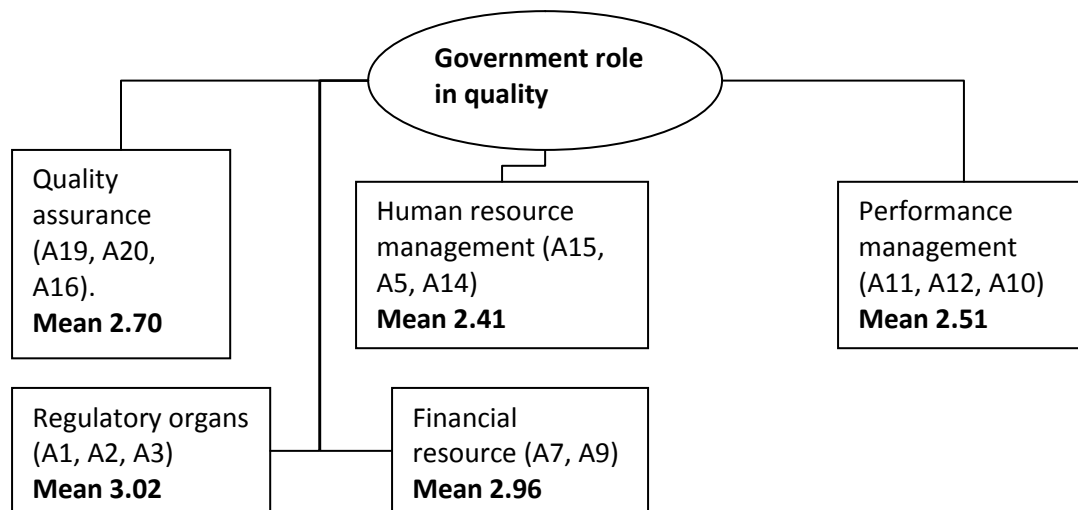 Government role
in quality
Quality
assurance
(A19, A20,
A16).
Mean 2.70
Human resource
management (A15,
A5, A14)
Mean 2.41
Performance
management
(A11, A12, A10)
Mean 2.51
Regulatory organs
(A1, A2, A3)
Mean 3.02
Financial
resource (A7, A9)
Mean 2.96